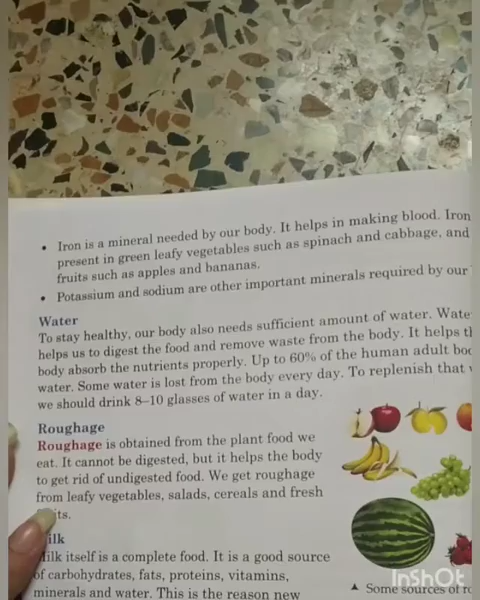 • Iron is a mineral needed by our body. It helps in making blood. Iron
present in green leafy vegetables such as spinach and cabbage, and
fruits such as apples and bananas.
• Potassium and sodium are other important minerals required by our
Water
To stay healthy, our body also needs sufficient amount of water. Wate
helps us to digest the food and remove waste from the body. It helps th
body absorb the nutrients properly. Up to 60% of the human adult bod
water. Some water is lost from the body every day. To replenish that
we should drink 8–10 glasses of water in a day.
Roughage
Roughage is obtained from the plant food we
eat. It cannot be digested, but it helps the body
to get rid of undigested food. We get roughage
from leafy vegetables, salads, cereals and fresh
its.
ilk
Milk itself is a complete food. It is a good source
of carbohydrates, fats, proteins, vitamins,
minerals and water. This is the reason new
▲ Some sources of ro
InShOt